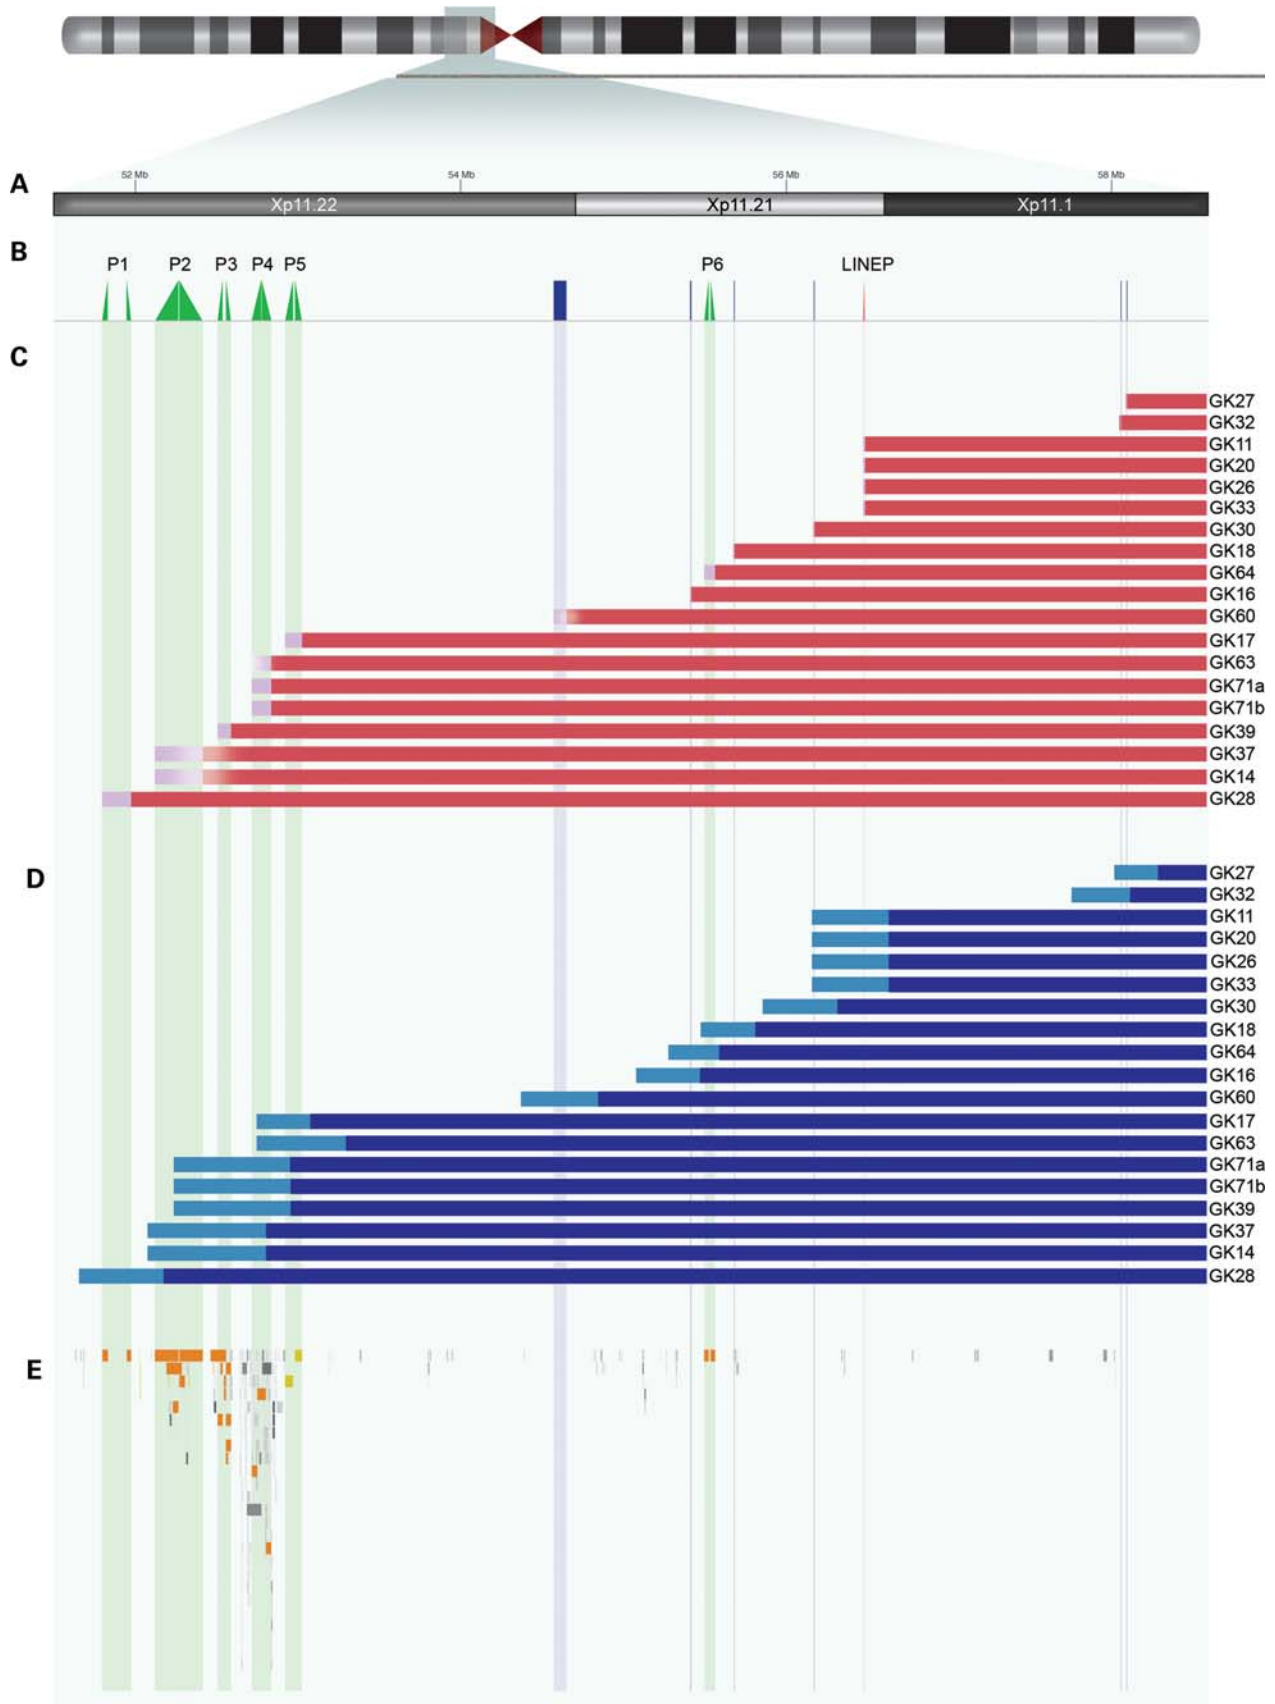 A
52 Mb 54 Mb 56 Mb 58 Mb
Xp11.22 Xp11.21 Xp11.1
B
P1 P2 P3 P4 P5 P6 LINEP
C
GK27
GK32
GK11
GK20
GK26
GK33
GK30
GK18
GK64
GK16
GK60
GK17
GK63
GK71a
GK71b
GK39
GK37
GK14
GK28
D
GK27
GK32
GK11
GK20
GK26
GK33
GK30
GK18
GK64
GK16
GK60
GK17
GK63
GK71a
GK71b
GK39
GK37
GK14
GK28
E